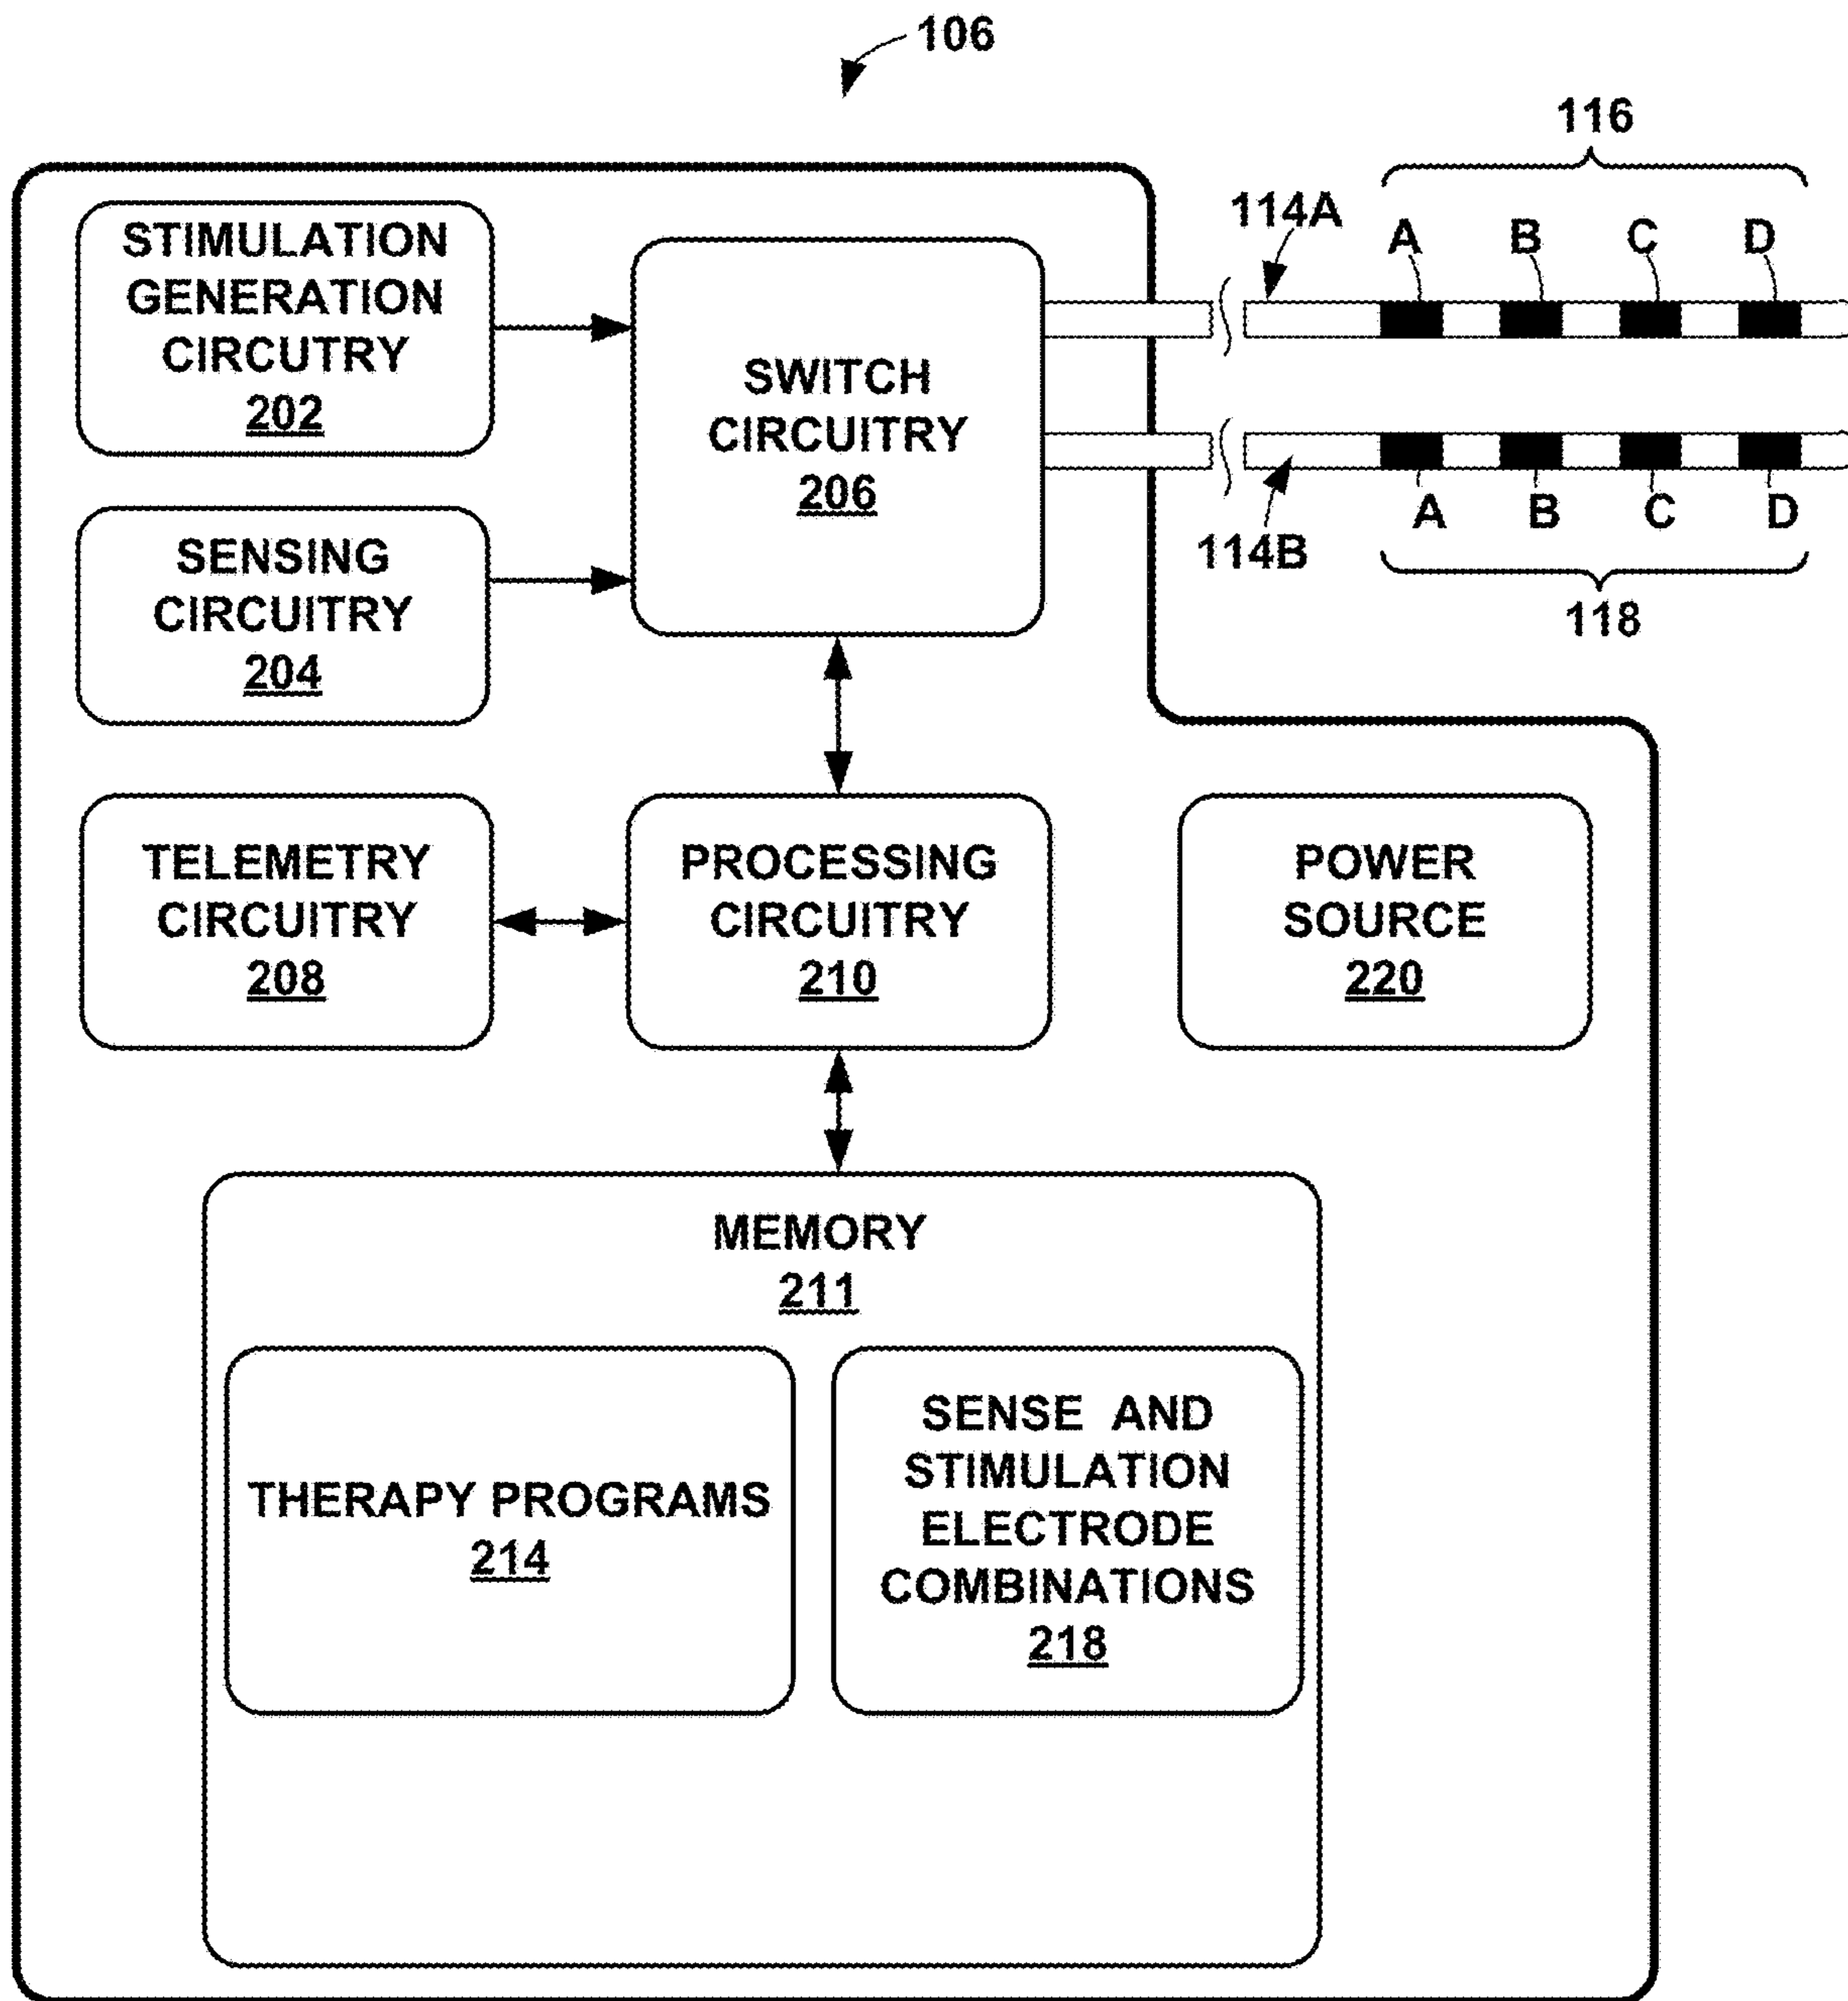 106
116
114A
A B C D
STIMULATION
GENERATION
CIRCUTRY
202
SWITCH
CIRCUITRY
206
A B C D
114B
118
SENSING
CIRCUITRY
204
TELEMETRY
CIRCUITRY
208
PROCESSING
CIRCUITRY
210
POWER
SOURCE
220
MEMORY
211
THERAPY PROGRAMS
214
SENSE AND
STIMULATION
ELECTRODE
COMBINATIONS
218